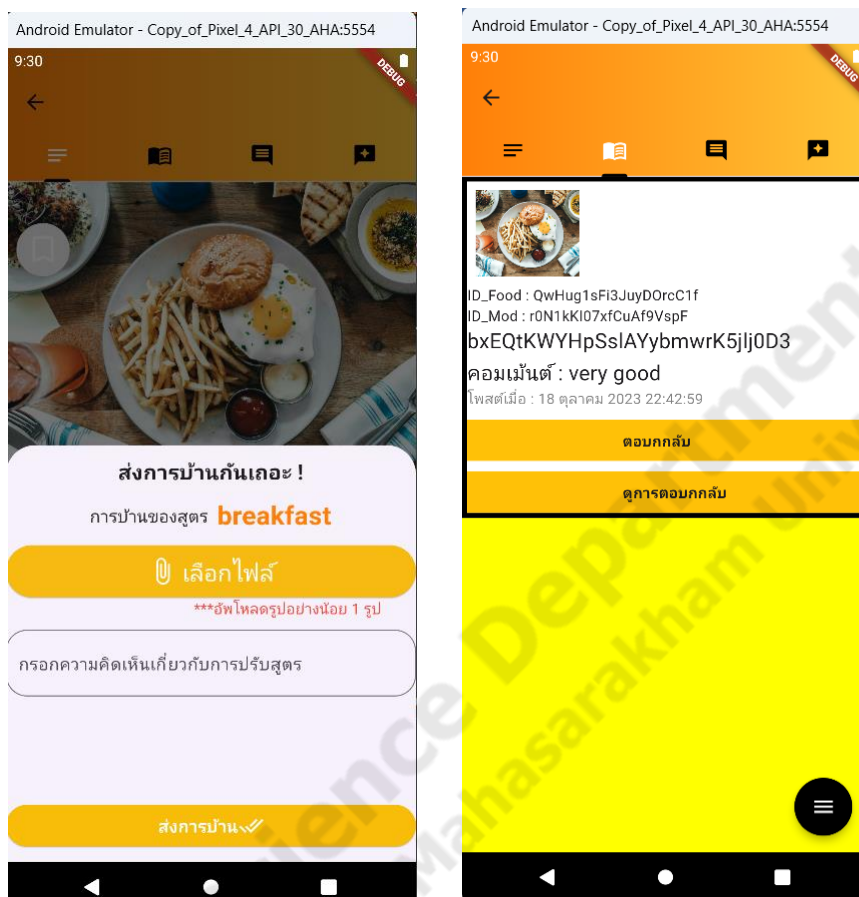 Android Emulator - Copy_of_Pixel_4_API_30_AHA:5554
9:30
DEBUG
ส่งการบ้านกันเถอะ !
การบ้านของสูตร breakfast
เลือกไฟล์
***อัพโหลดรูปอย่างน้อย 1 รูป
กรอกความคิดเห็นเกี่ยวกับการปรับสูตร
ส่งการบ้าน
Android Emulator - Copy_of_Pixel_4_API_30_AHA:5554
9:30
DEBUG
ID_Food : QwHug1sFi3JuyDOrcC1f
ID_Mod : r0N1kKI07xfCuAf9VspF
bxEQtKWYHpSslAYybmwrK5jlj0D3
คอมเม้นต์ : very good
โพสต์เมื่อ : 18 ตุลาคม 2023 22:42:59
ตอบกกลับ
ดูการตอบกกลับ